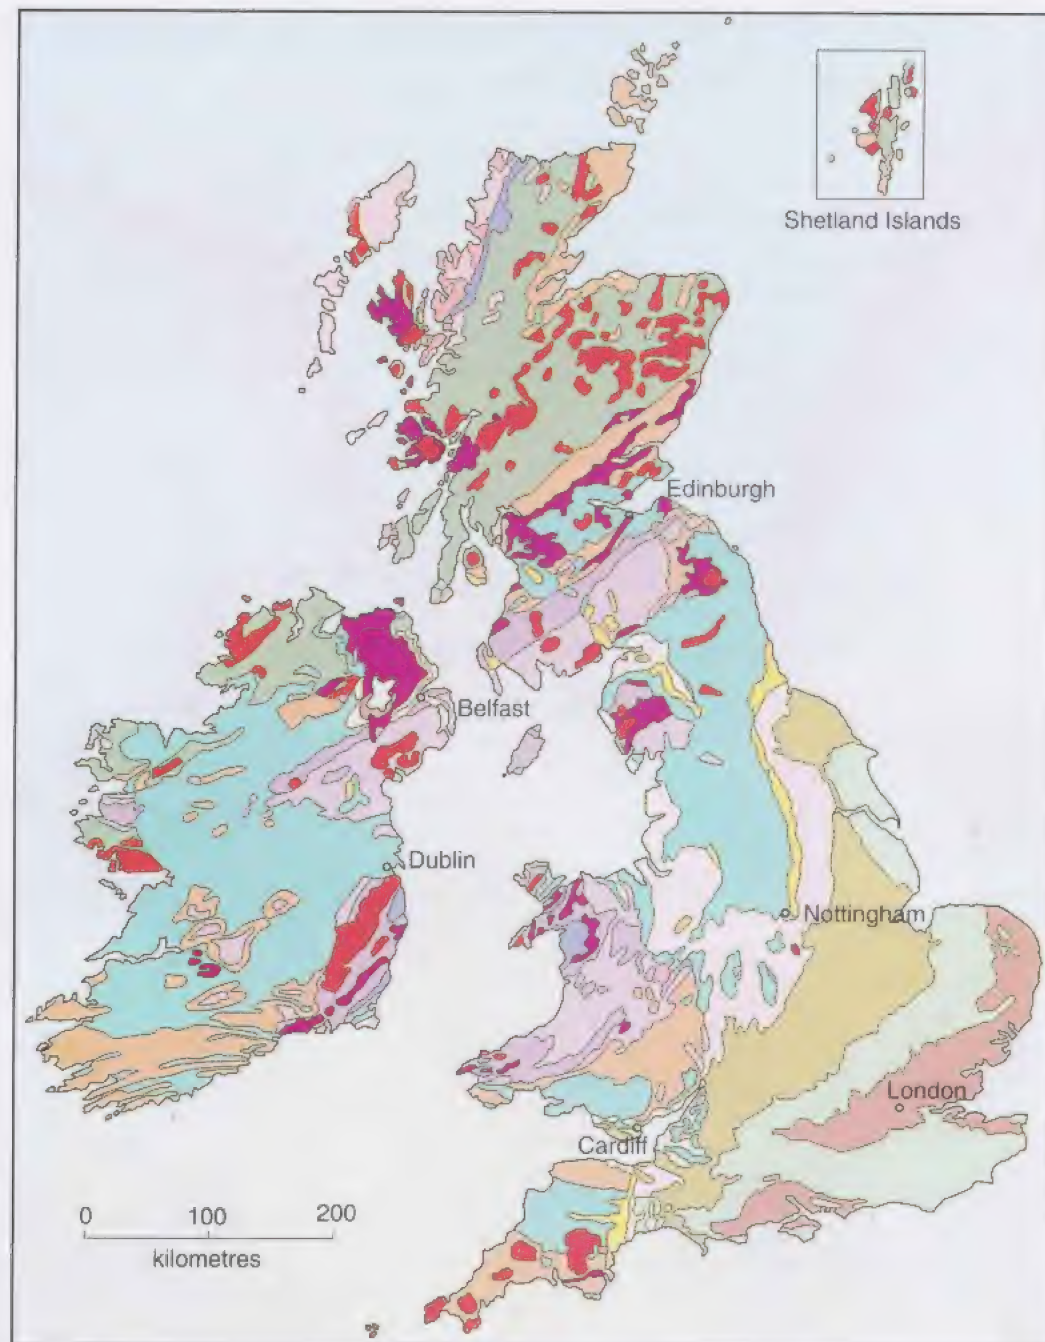 Shetland Islands
Edinburgh
Belfast
Dublin
Nottingham
London
Cardiff
0 100 200
kilometres